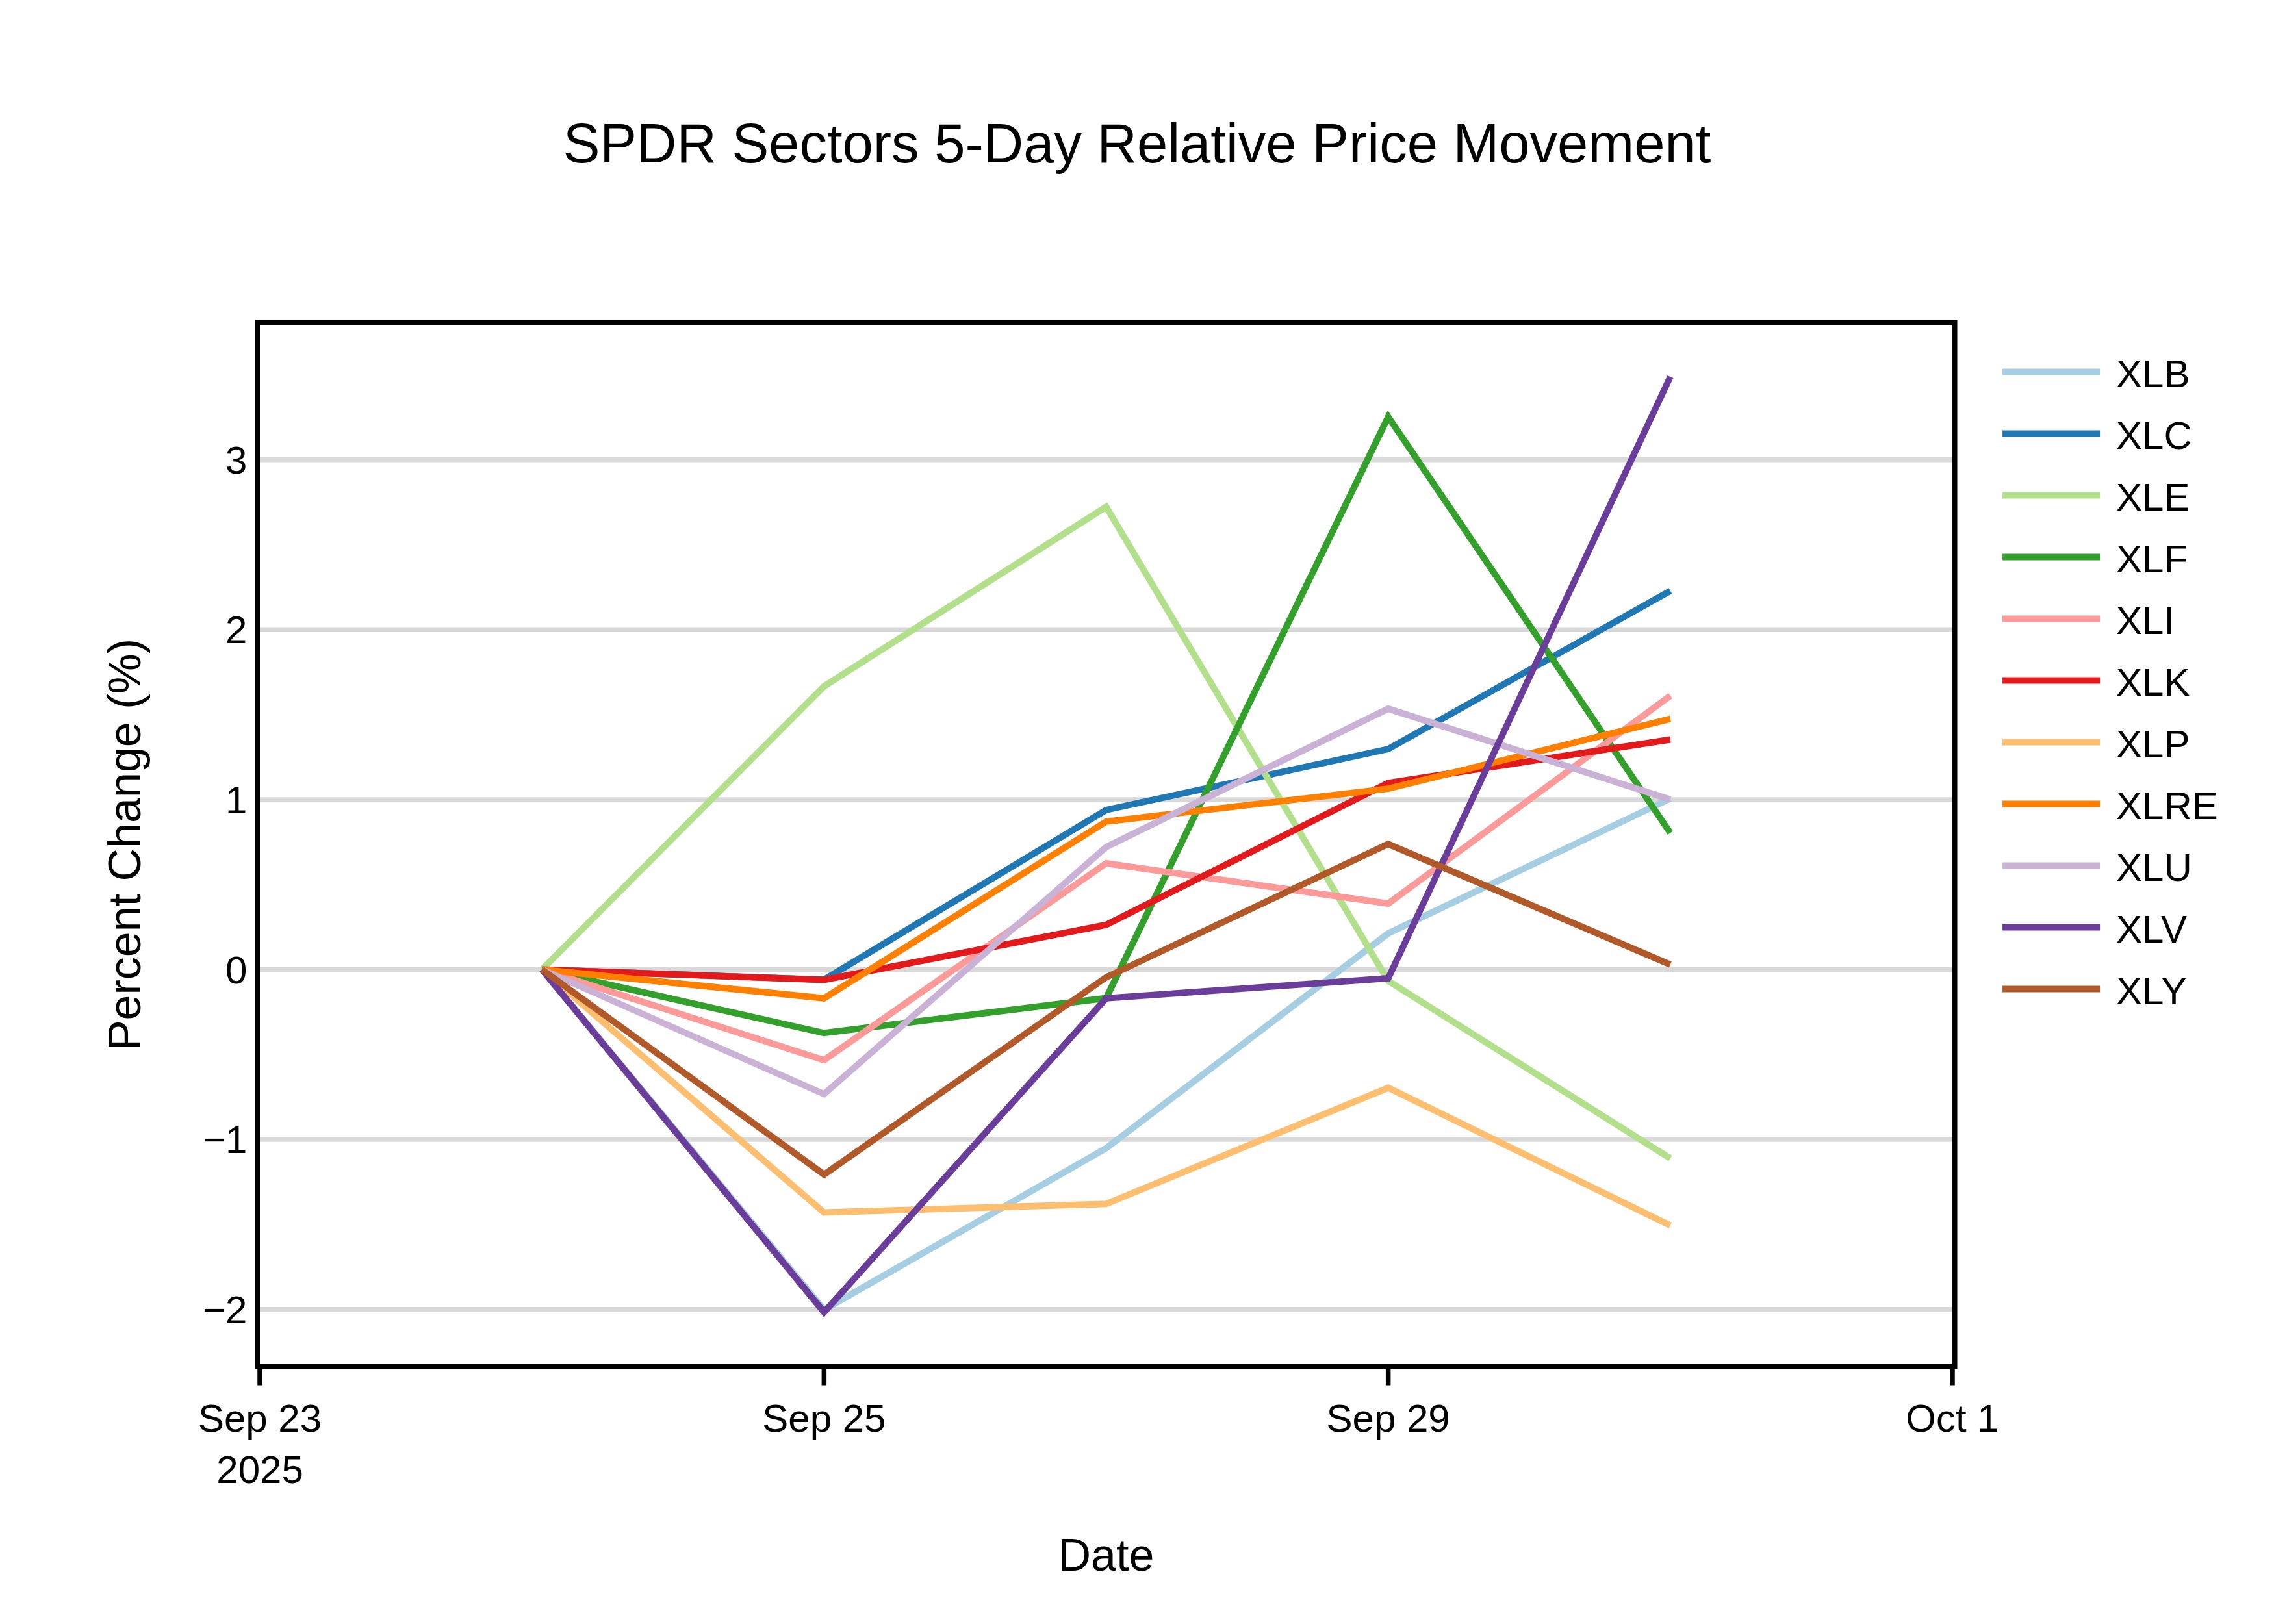 SPDR Sectors 5-Day Relative Price Movement
Percent Change (%)
3
2
1
0
−1
−2
Sep 23
2025
Sep 25
Sep 29
Oct 1
Date
XLB
XLC
XLE
XLF
XLI
XLK
XLP
XLRE
XLU
XLV
XLY